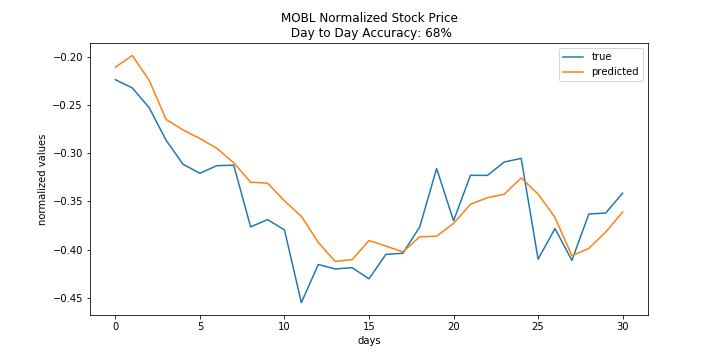 MOBL Normalized Stock Price
Day to Day Accuracy: 68%
true
predicted
normalized values
−0.20
−0.25
−0.30
−0.35
−0.40
−0.45
0
5
10
15
20
25
30
days